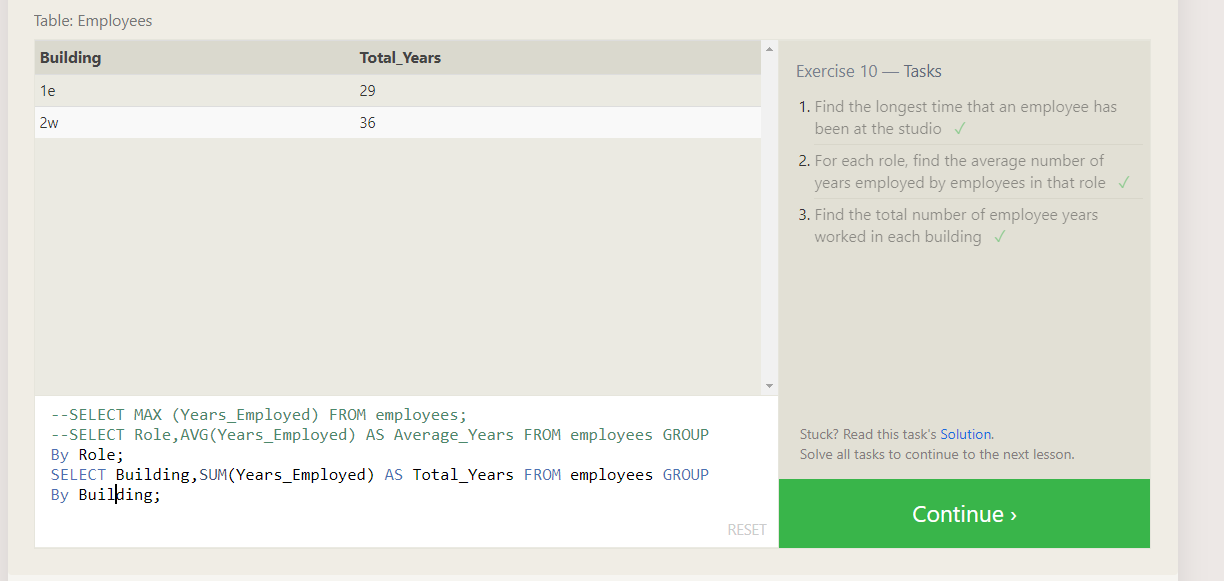 Table: Employees
Building Total_Years
1e 29
2w 36
Exercise 10 — Tasks
1. Find the longest time that an employee has
been at the studio ✓
2. For each role, find the average number of
years employed by employees in that role ✓
3. Find the total number of employee years
worked in each building ✓
--SELECT MAX (Years_Employed) FROM employees;
--SELECT Role,AVG(Years_Employed) AS Average_Years FROM employees GROUP
By Role;
SELECT Building,SUM(Years_Employed) AS Total_Years FROM employees GROUP
By Building;
RESET
Stuck? Read this task's Solution.
Solve all tasks to continue to the next lesson.
Continue ›